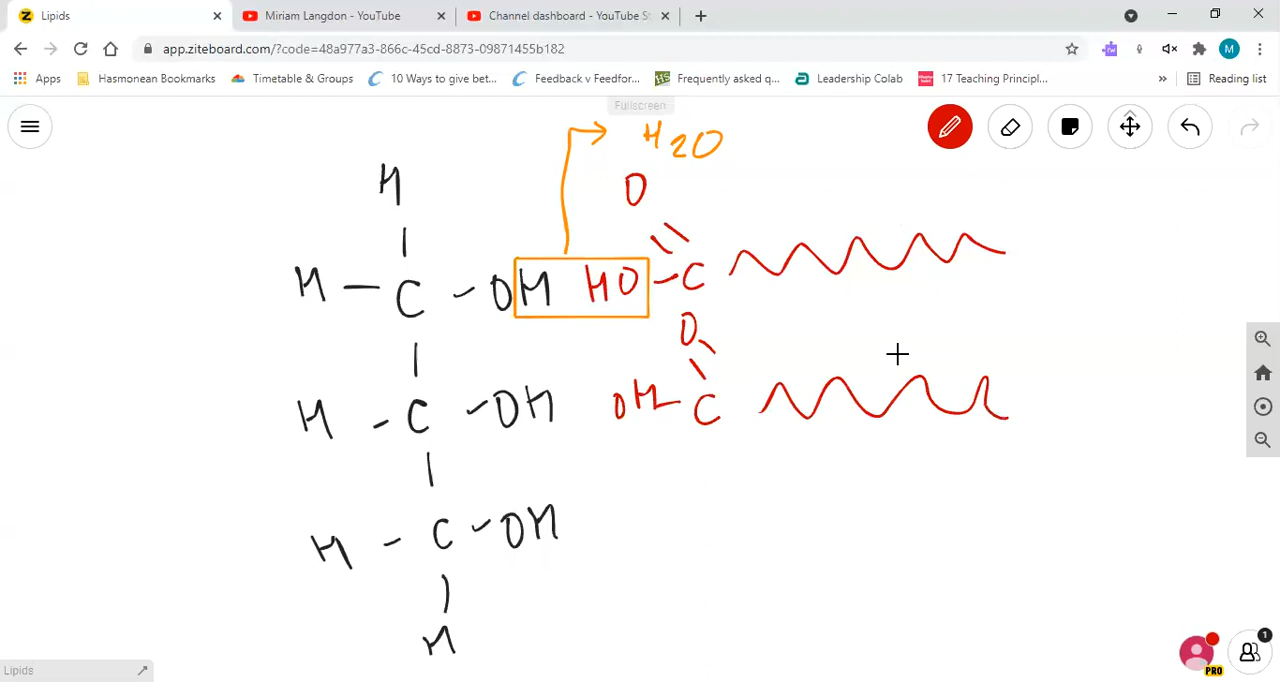 Lipids
Miriam Langdon - YouTube
Channel dashboard - YouTube St
app.ziteboard.com/?code=48a977a3-866c-45cd-8873-09871455b182
M
Apps
Hasmonean Bookmarks
Timetable & Groups
10 Ways to give bet...
Feedback v Feedfor...
Frequently asked q...
Leadership Colab
17 Teaching Principl...
»
Reading list
Fullscreen
H2O
H
O
H - C - OH HO - C
O
H - C - OH OH - C
H - C - OH
H
Lipids
PRO
1